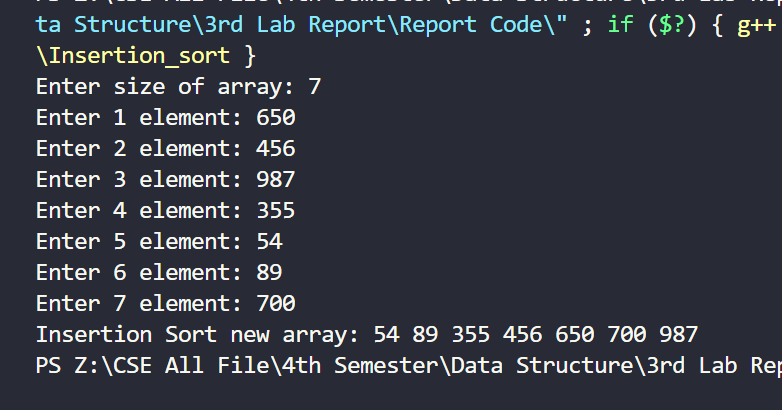 ta Structure\3rd Lab Report\Report Code\" ; if ($?) { g++
\Insertion_sort }
Enter size of array: 7
Enter 1 element: 650
Enter 2 element: 456
Enter 3 element: 987
Enter 4 element: 355
Enter 5 element: 54
Enter 6 element: 89
Enter 7 element: 700
Insertion Sort new array: 54 89 355 456 650 700 987
PS Z:\CSE All File\4th Semester\Data Structure\3rd Lab Rep